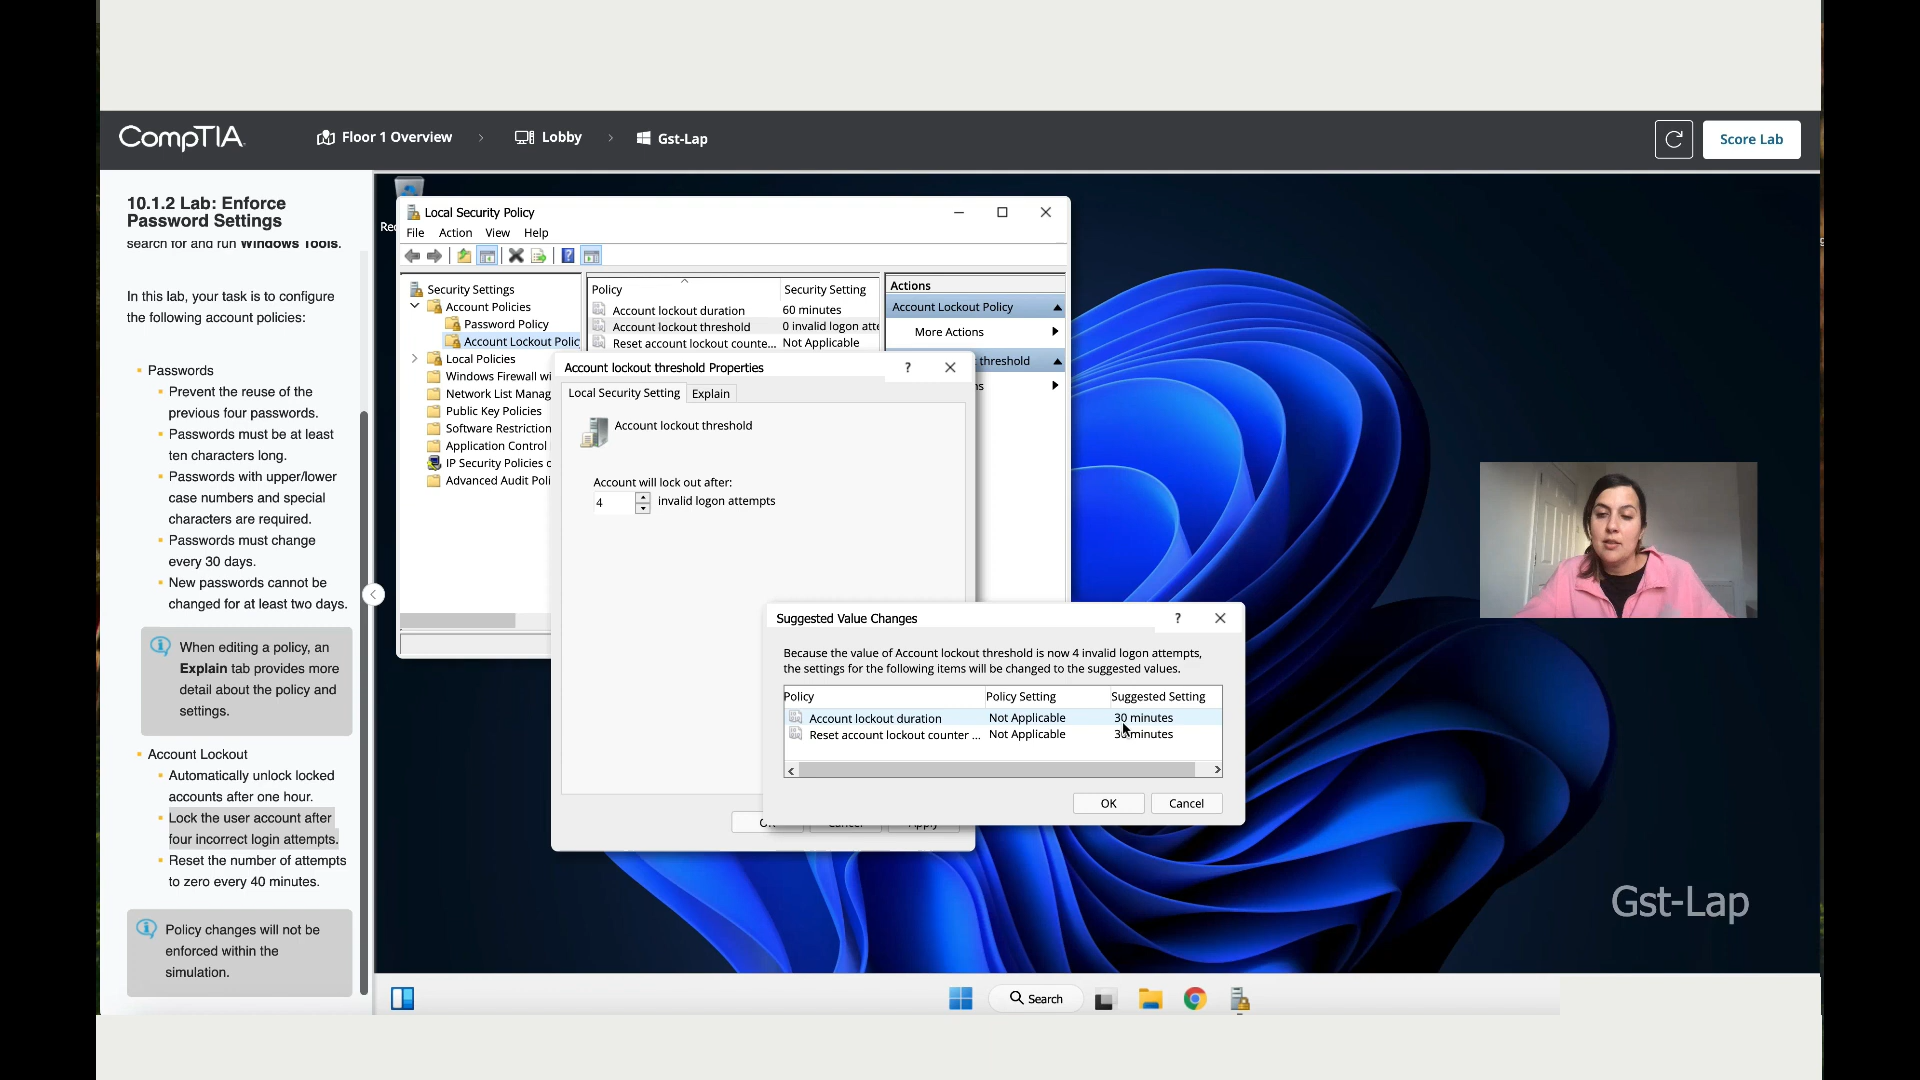 CompTIA.
Floor 1 Overview
Lobby
Gst-Lap
Score Lab
10.1.2 Lab: Enforce
Password Settings
search for and run Windows Tools.
In this lab, your task is to configure
the following account policies:
Passwords
Prevent the reuse of the
previous four passwords.
Passwords must be at least
ten characters long.
Passwords with upper/lower
case numbers and special
characters are required.
Passwords must change
every 30 days.
New passwords cannot be
changed for at least two days.
When editing a policy, an
Explain tab provides more
detail about the policy and
settings.
Account Lockout
Automatically unlock locked
accounts after one hour.
Lock the user account after
four incorrect login attempts.
Reset the number of attempts
to zero every 40 minutes.
Policy changes will not be
enforced within the
simulation.
Local Security Policy
File Action View Help
Security Settings
Account Policies
Password Policy
Account Lockout Polic
Local Policies
Windows Firewall wi
Network List Manag
Public Key Policies
Software Restriction
Application Control
IP Security Policies
Advanced Audit Poli
Policy Security Setting
Account lockout duration 60 minutes
Account lockout threshold 0 invalid logon atte
Reset account lockout counte... Not Applicable
Actions
Account Lockout Policy
More Actions
threshold
Account lockout threshold Properties ?
Local Security Setting Explain
Account lockout threshold
Account will lock out after:
4 invalid logon attempts
Suggested Value Changes ?
Because the value of Account lockout threshold is now 4 invalid logon attempts,
the settings for the following items will be changed to the suggested values.
Policy Policy Setting Suggested Setting
Account lockout duration Not Applicable 30 minutes
Reset account lockout counter ... Not Applicable minutes
OK Cancel
Gst-Lap
Search